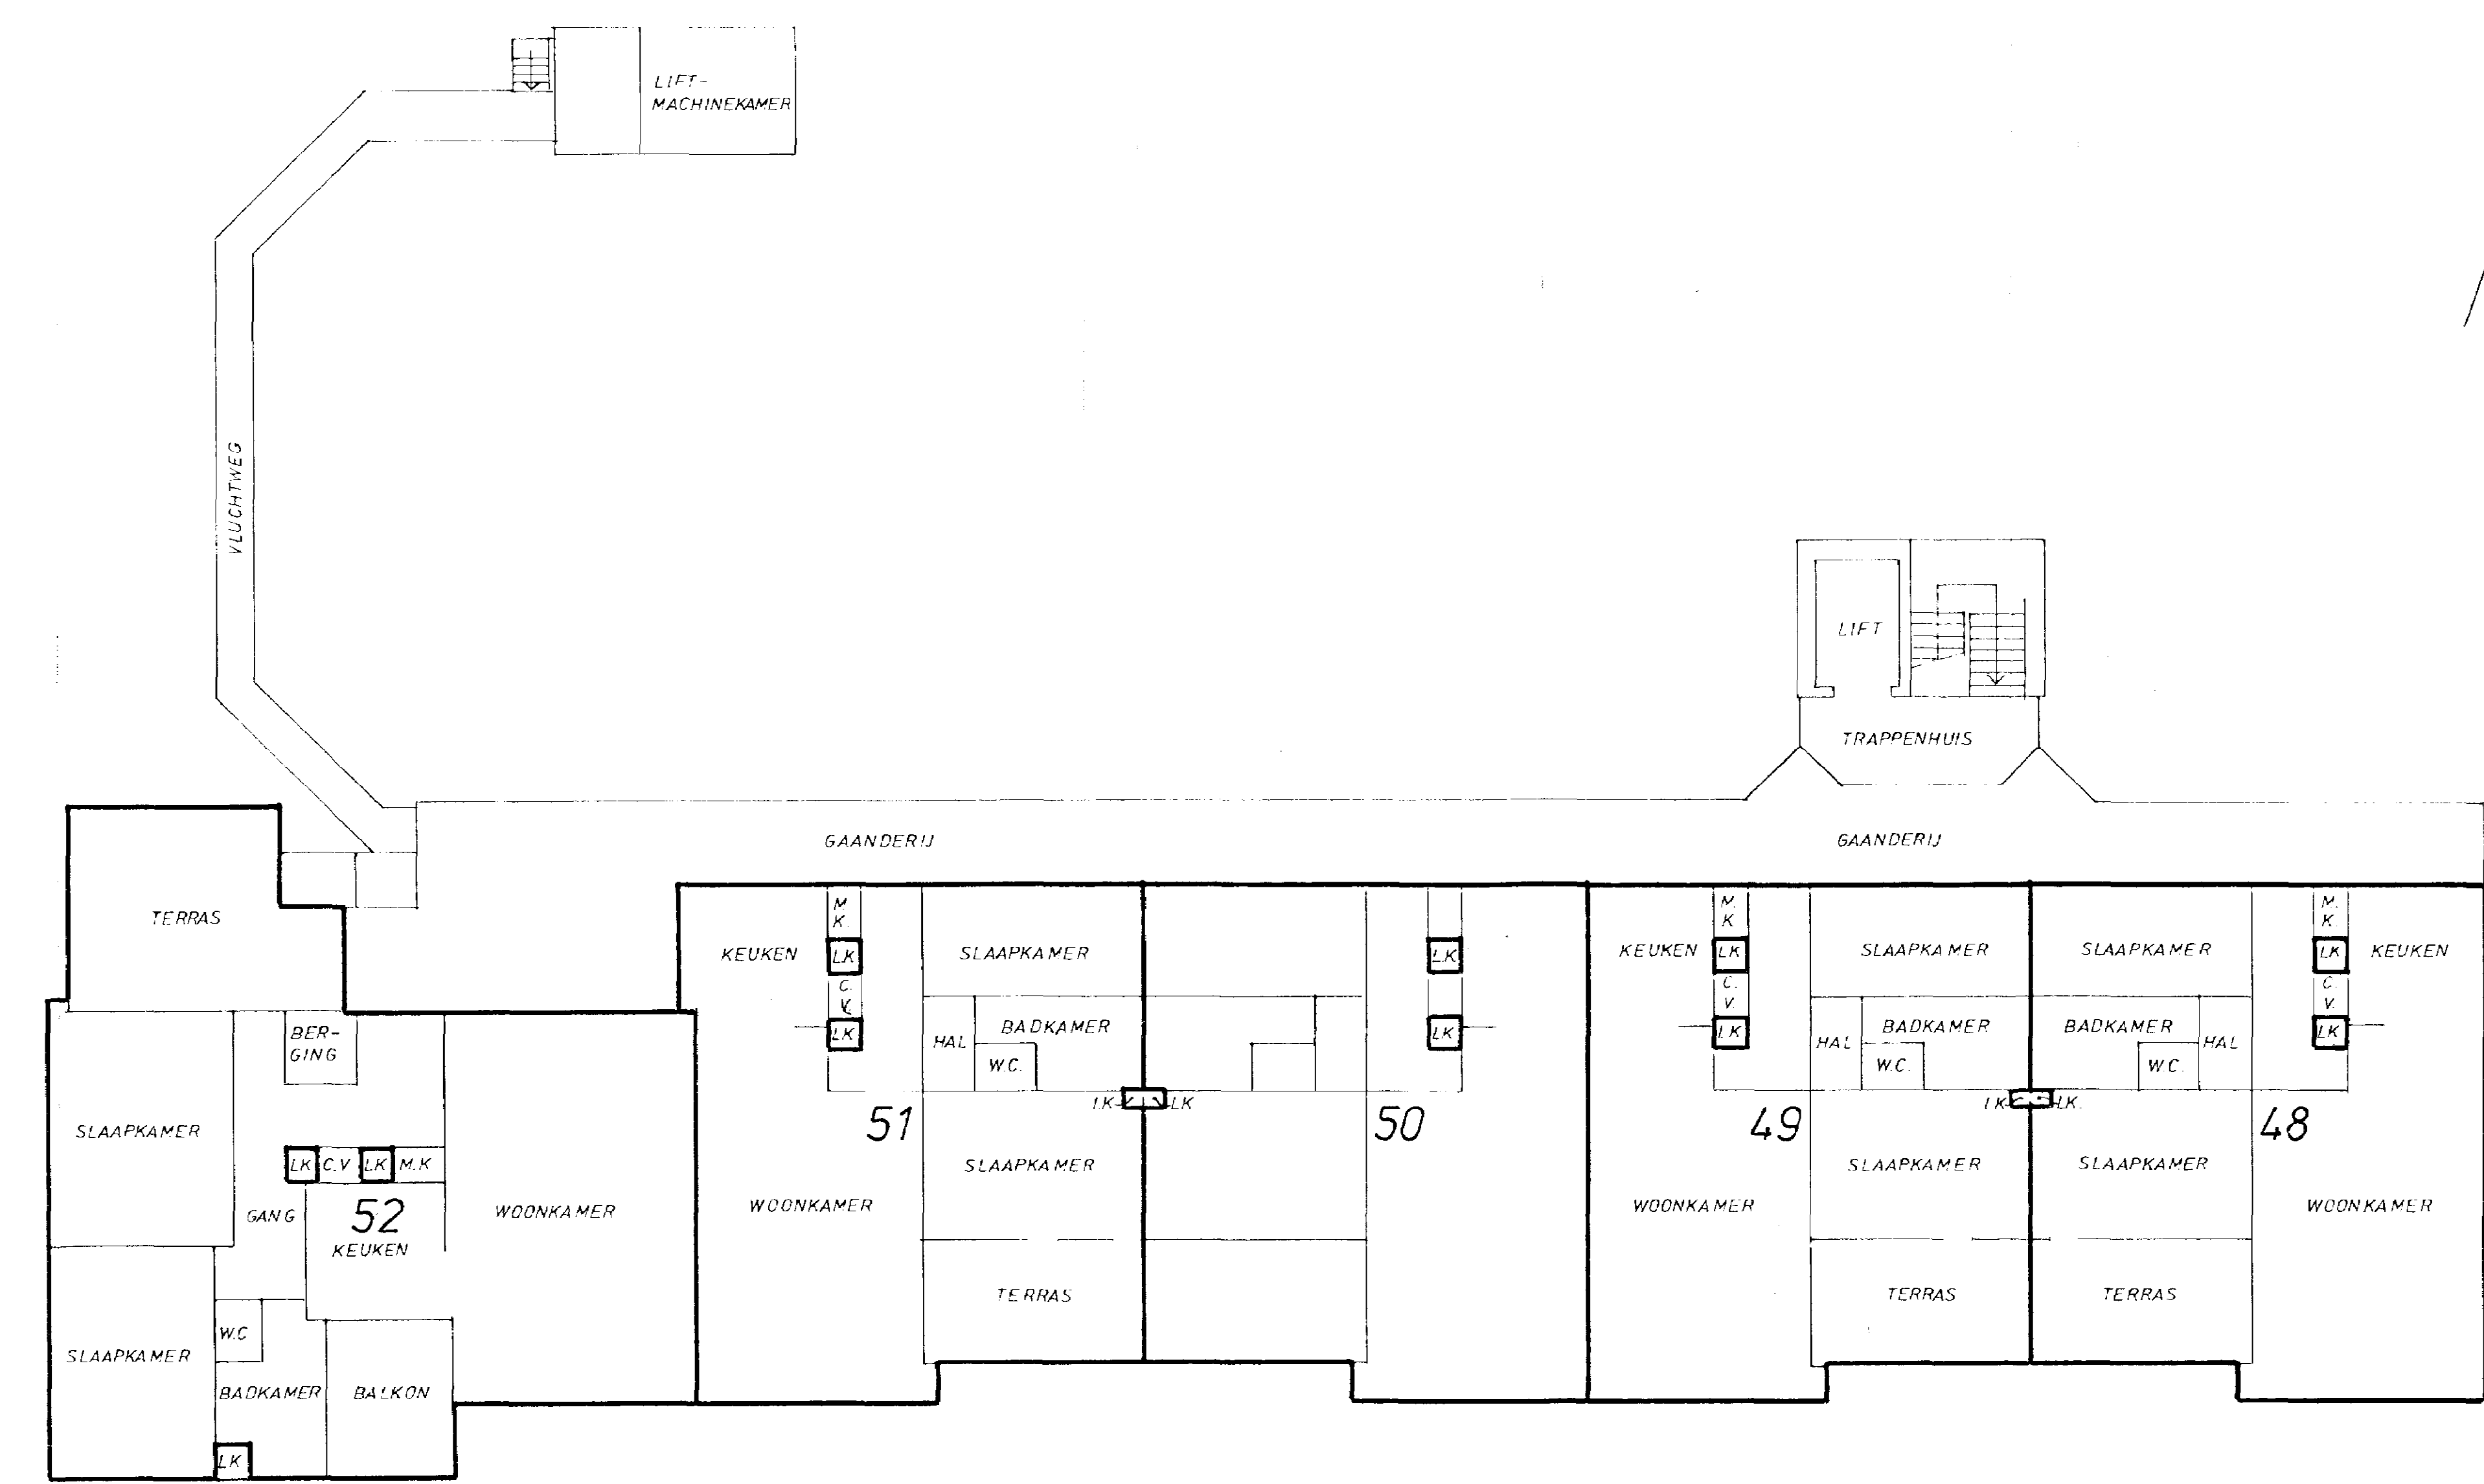 LIFT-
MACHINEKAMER
VLUCHTWEG
LIFT
TRAPPENHUIS
GAANDERIJ
GAANDERIJ
TERRAS
M.
K.
M.
K
M.
K.
KEUKEN
LK
SLAAPKAMER
LK
KEUKEN
LK
SLAAPKAMER
SLAAPKAMER
LK
KEUKEN
C.
V.
C.
V.
C.
V.
BER-
GING
LK
HAL
BADKAMER
W.C.
LK
LK
HAL
BADKAMER
W.C.
BADKAMER
W.C.
HAL
LK
SLAAPKAMER
51
LK
LK
50
49
LK
LK.
48
LK
C.V
LK
M.K
SLAAPKAMER
SLAAPKAMER
SLAAPKAMER
GANG
52
KEUKEN
WOONKAMER
WOONKAMER
WOONKAMER
WOONKAMER
TERRAS
TERRAS
TERRAS
W.C
SLAAPKAMER
BADKAMER
BALKON
LK